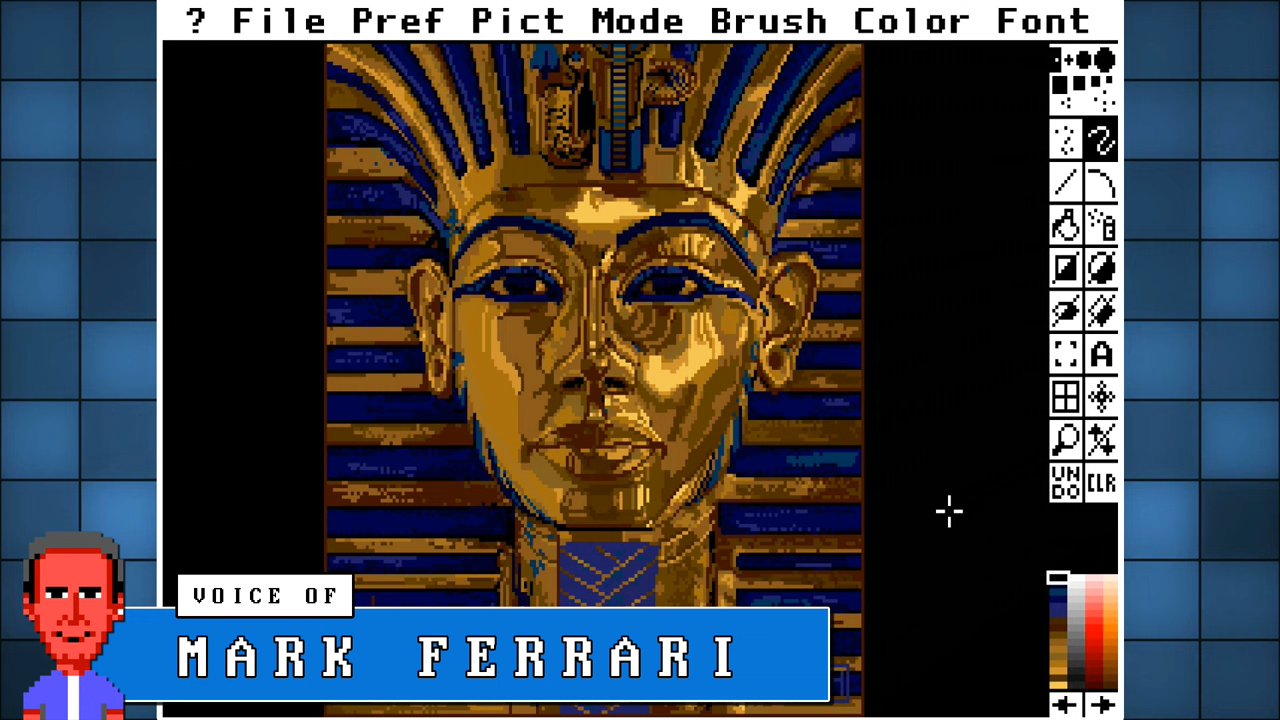 ? File Pref Pict Mode Brush Color Font
A
UN
DO
CLR
VOICE OF
MARK FERRARI